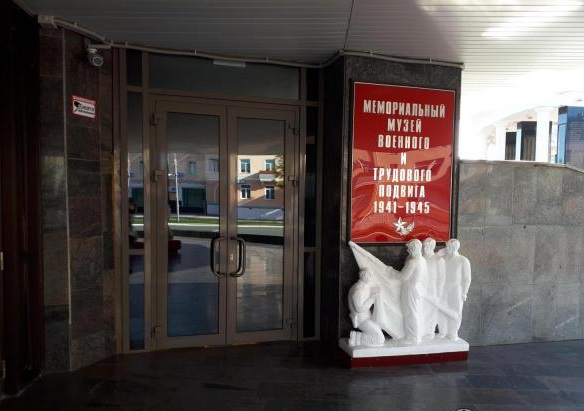 МЕМОРИАЛЬНЫЙ
МУЗЕЙ
ВОЕННОГО
И
ТРУДОВОГО
ПОДВИГА
1941-1945